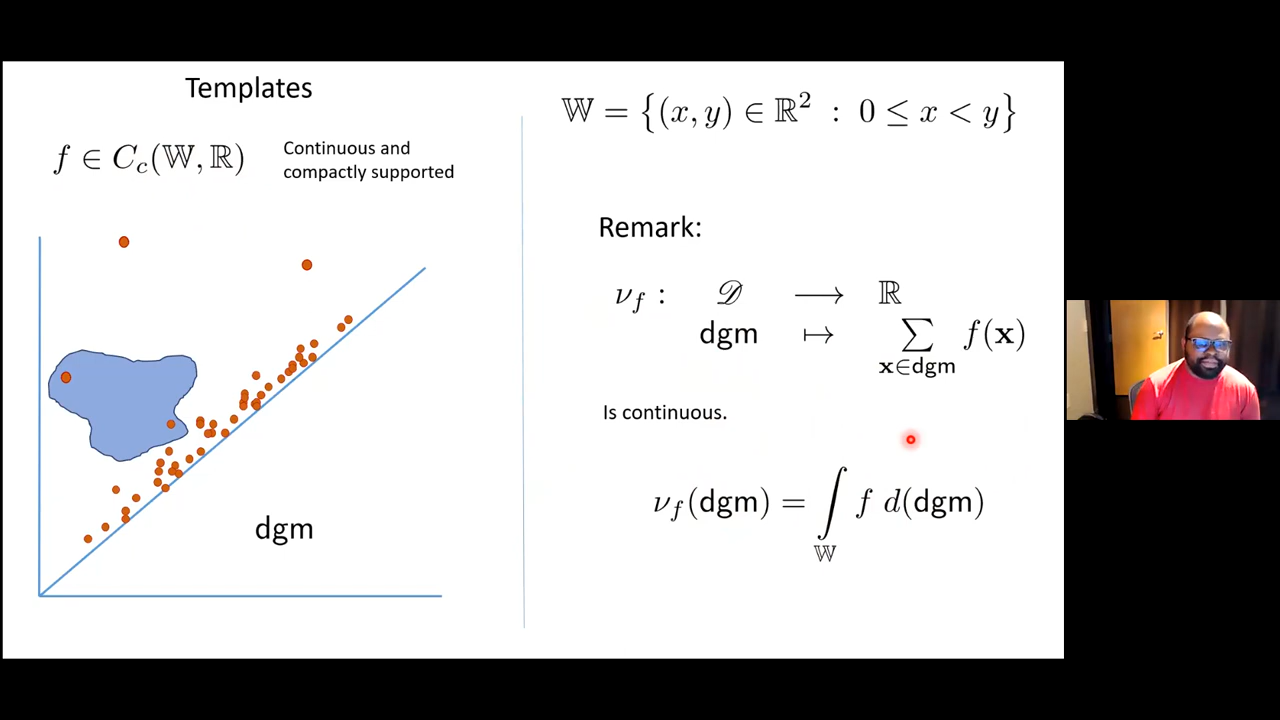 Templates
f ∈ C_c(𝕎, ℝ)
Continuous and
compactly supported
dgm
𝕎 = {(x, y) ∈ ℝ² : 0 ≤ x < y}
Remark:
ν_f : 𝒟 ⟶ ℝ
dgm ↦ ∑_{x∈dgm} f(x)
Is continuous.
ν_f(dgm) = ∫_𝕎 f d(dgm)